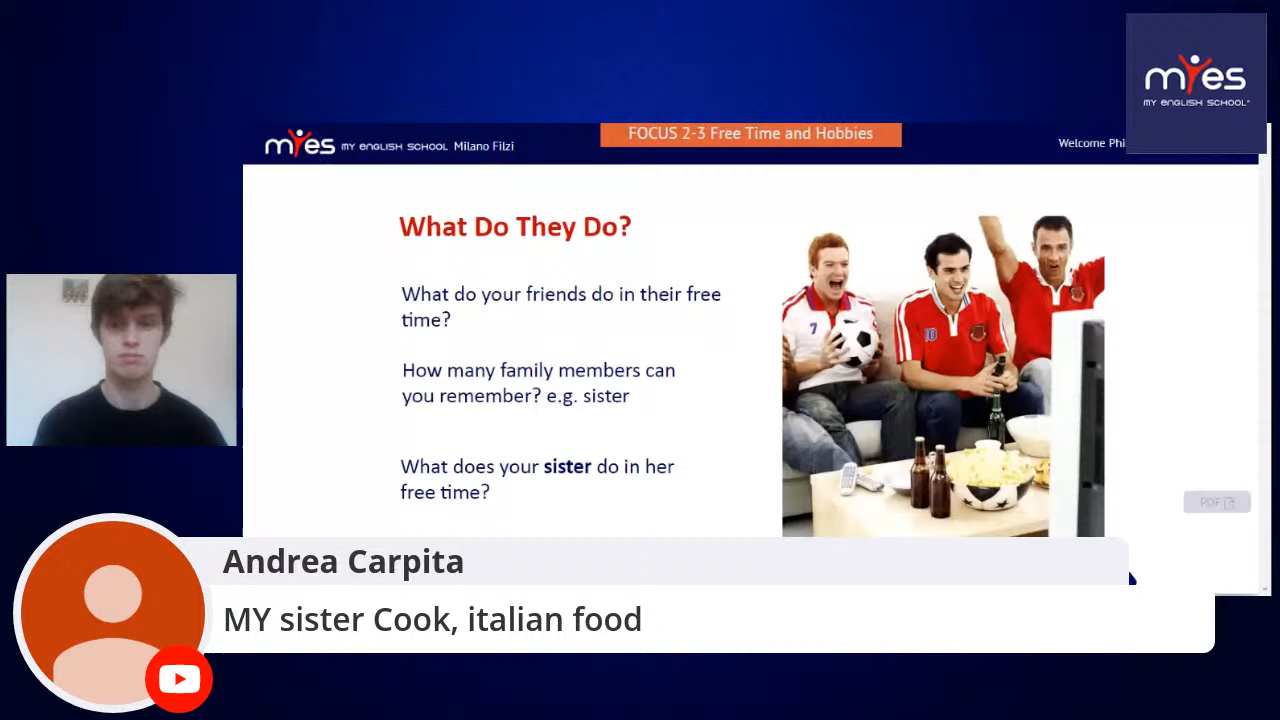 myes
MY ENGLISH SCHOOL®
myes MY ENGLISH SCHOOL Milano Filzi
FOCUS 2-3 Free Time and Hobbies
Welcome Phi
What Do They Do?
What do your friends do in their free
time?
7
10
How many family members can
you remember? e.g. sister
What does your sister do in her
free time?
PDF
Andrea Carpita
MY sister Cook, italian food